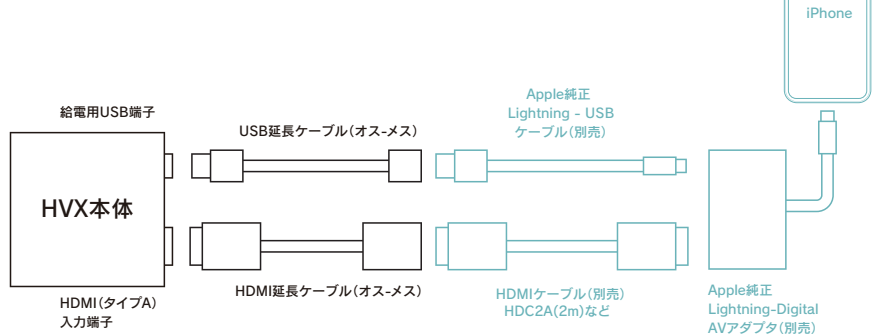 iPhone
給電用USB端子
USB延長ケーブル(オス-メス)
Apple純正
Lightning - USB
ケーブル(別売)
HVX本体
HDMI(タイプA)
入力端子
HDMI延長ケーブル(オス-メス)
HDMIケーブル(別売)
HDC2A(2m)など
Apple純正
Lightning-Digital
AVアダプタ(別売)